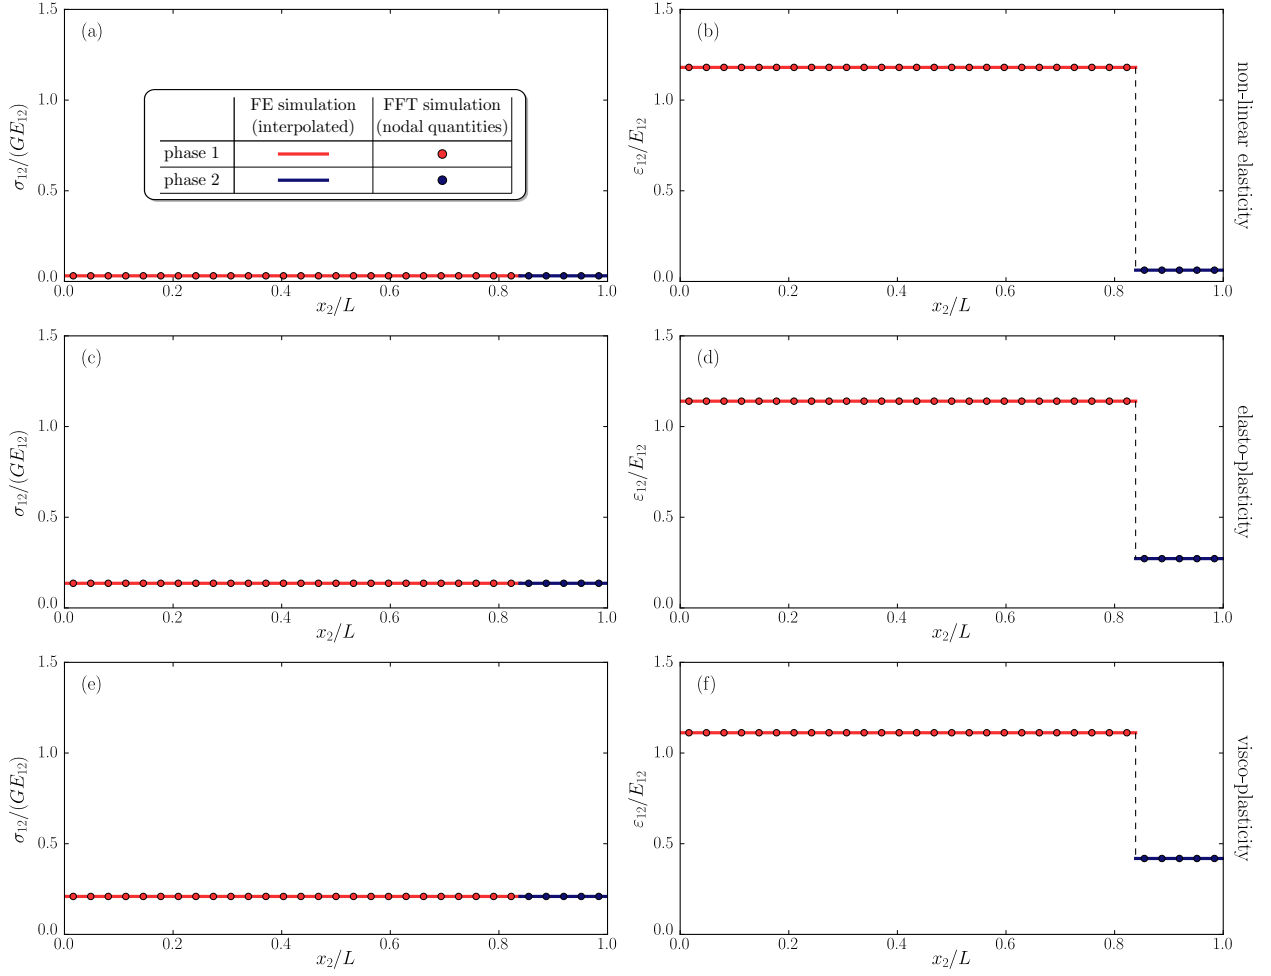 (a)
1.5
1.0
0.5
0.0
σ12/(GE12)
FE simulation
(interpolated)
FFT simulation
(nodal quantities)
phase 1
phase 2
0.0 0.2 0.4 0.6 0.8 1.0
x2/L
(b)
1.5
1.0
0.5
0.0
ε12/E12
0.0 0.2 0.4 0.6 0.8 1.0
x2/L
non-linear elasticity
(c)
1.5
1.0
0.5
0.0
σ12/(GE12)
0.0 0.2 0.4 0.6 0.8 1.0
x2/L
(d)
1.5
1.0
0.5
0.0
ε12/E12
0.0 0.2 0.4 0.6 0.8 1.0
x2/L
elasto-plasticity
(e)
1.5
1.0
0.5
0.0
σ12/(GE12)
0.0 0.2 0.4 0.6 0.8 1.0
x2/L
(f)
1.5
1.0
0.5
0.0
ε12/E12
0.0 0.2 0.4 0.6 0.8 1.0
x2/L
visco-plasticity